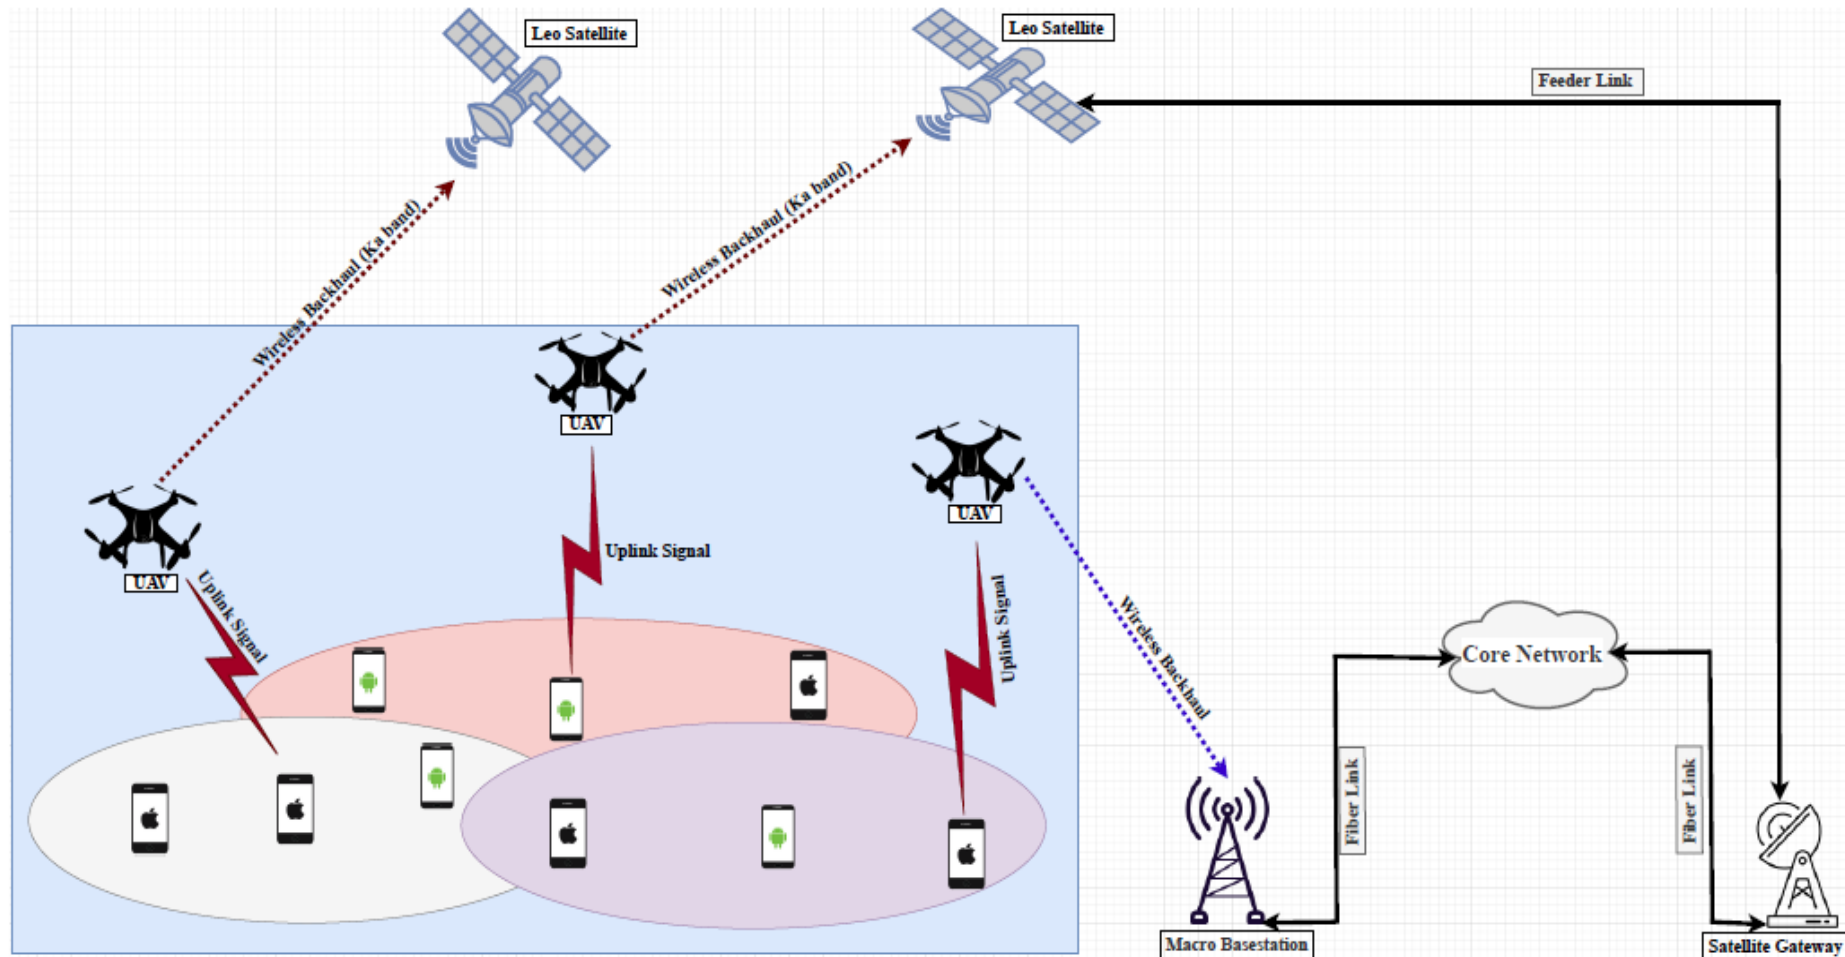 Leo Satellite
Leo Satellite
Feeder Link
Wireless Backhaul (Ka band)
Wireless Backhaul (Ka band)
UAV
UAV
UAV
Uplink Signal
Uplink Signal
Uplink Signal
Wireless Backhaul
Core Network
Fiber Link
Fiber Link
Macro Basestation
Satellite Gateway